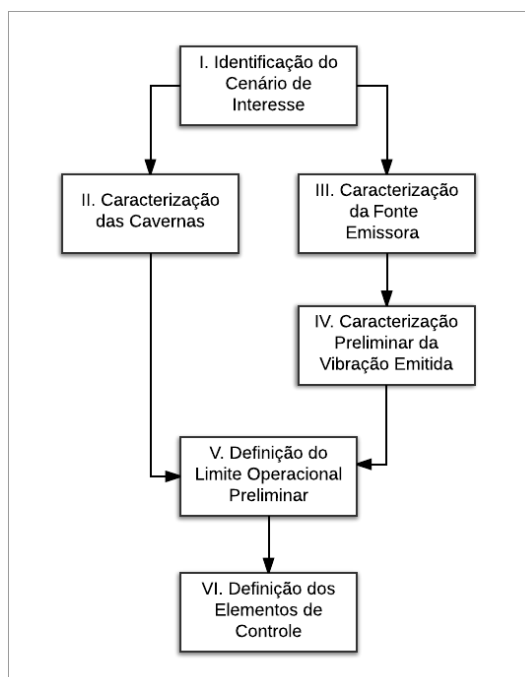 I. Identificação do
Cenário de
Interesse
II. Caracterização
das Cavernas
III. Caracterização
da Fonte
Emissora
IV. Caracterização
Preliminar da
Vibração Emitida
V. Definição do
Limite Operacional
Preliminar
VI. Definição dos
Elementos de
Controle